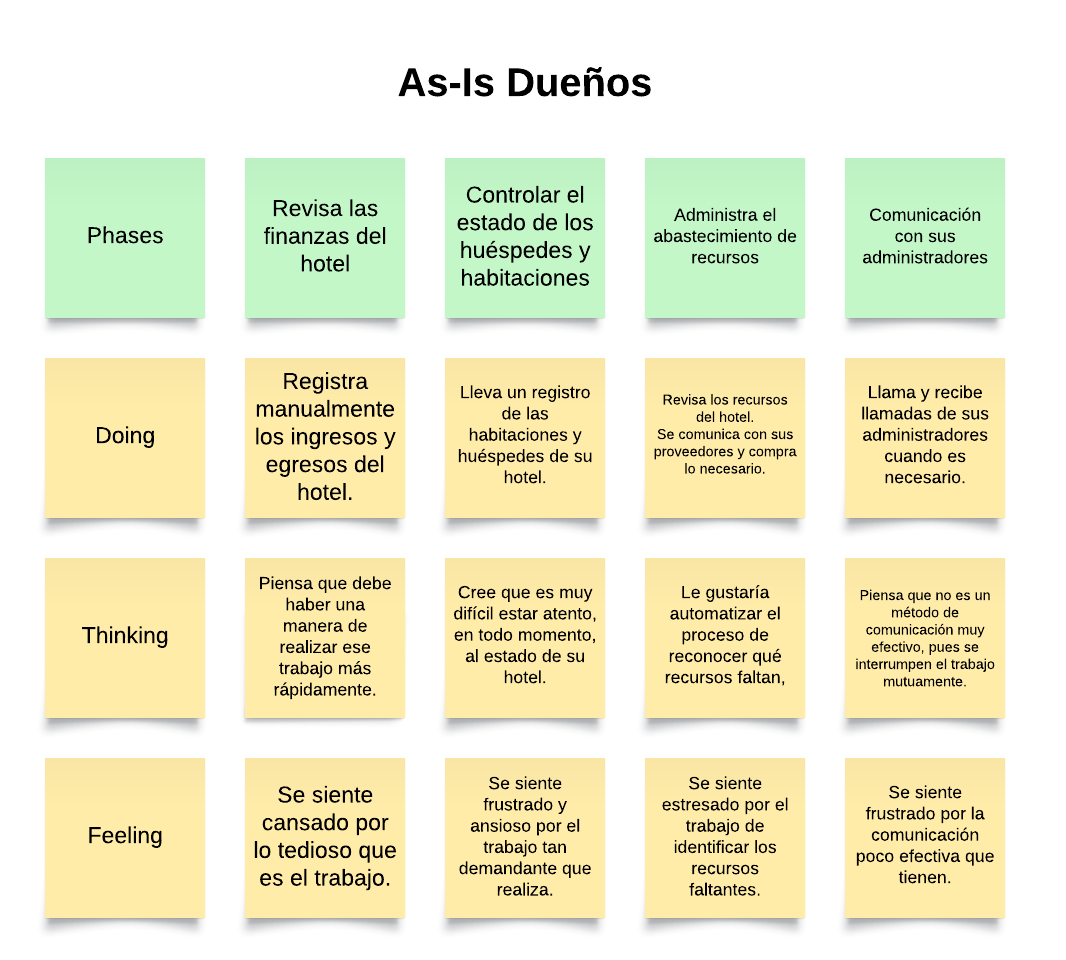 As-Is Dueños
Phases
Revisa las
finanzas del
hotel
Controlar el
estado de los
huéspedes y
habitaciones
Administra el
abastecimiento de
recursos
Comunicación
con sus
administradores
Doing
Registra
manualmente
los ingresos y
egresos del
hotel.
Lleva un registro
de las
habitaciones y
huéspedes de su
hotel.
Revisa los recursos
del hotel.
Se comunica con sus
proveedores y compra
lo necesario.
Llama y recibe
llamadas de sus
administradores
cuando es
necesario.
Thinking
Piensa que debe
haber una
manera de
realizar ese
trabajo más
rápidamente.
Cree que es muy
difícil estar atento,
en todo momento,
al estado de su
hotel.
Le gustaría
automatizar el
proceso de
reconocer qué
recursos faltan,
Piensa que no es un
método de
comunicación muy
efectivo, pues se
interrumpen el trabajo
mutuamente.
Feeling
Se siente
cansado por
lo tedioso que
es el trabajo.
Se siente
frustrado y
ansioso por el
trabajo tan
demandante que
realiza.
Se siente
estresado por el
trabajo de
identificar los
recursos
faltantes.
Se siente
frustrado por la
comunicación
poco efectiva que
tienen.